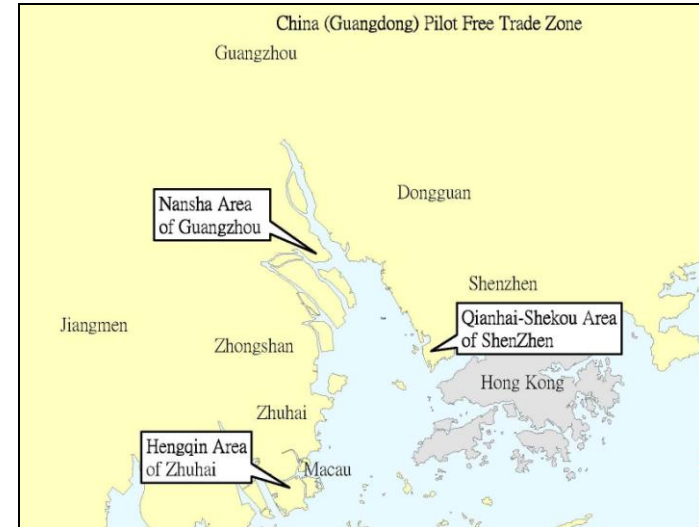 China (Guangdong) Pilot Free Trade Zone
Guangzhou
Nansha Area
of Guangzhou
Dongguan
Shenzhen
Qianhai-Shekou Area
of ShenZhen
Jiangmen
Zhongshan
Hong Kong
Zhuhai
Hengqin Area
of Zhuhai
Macau